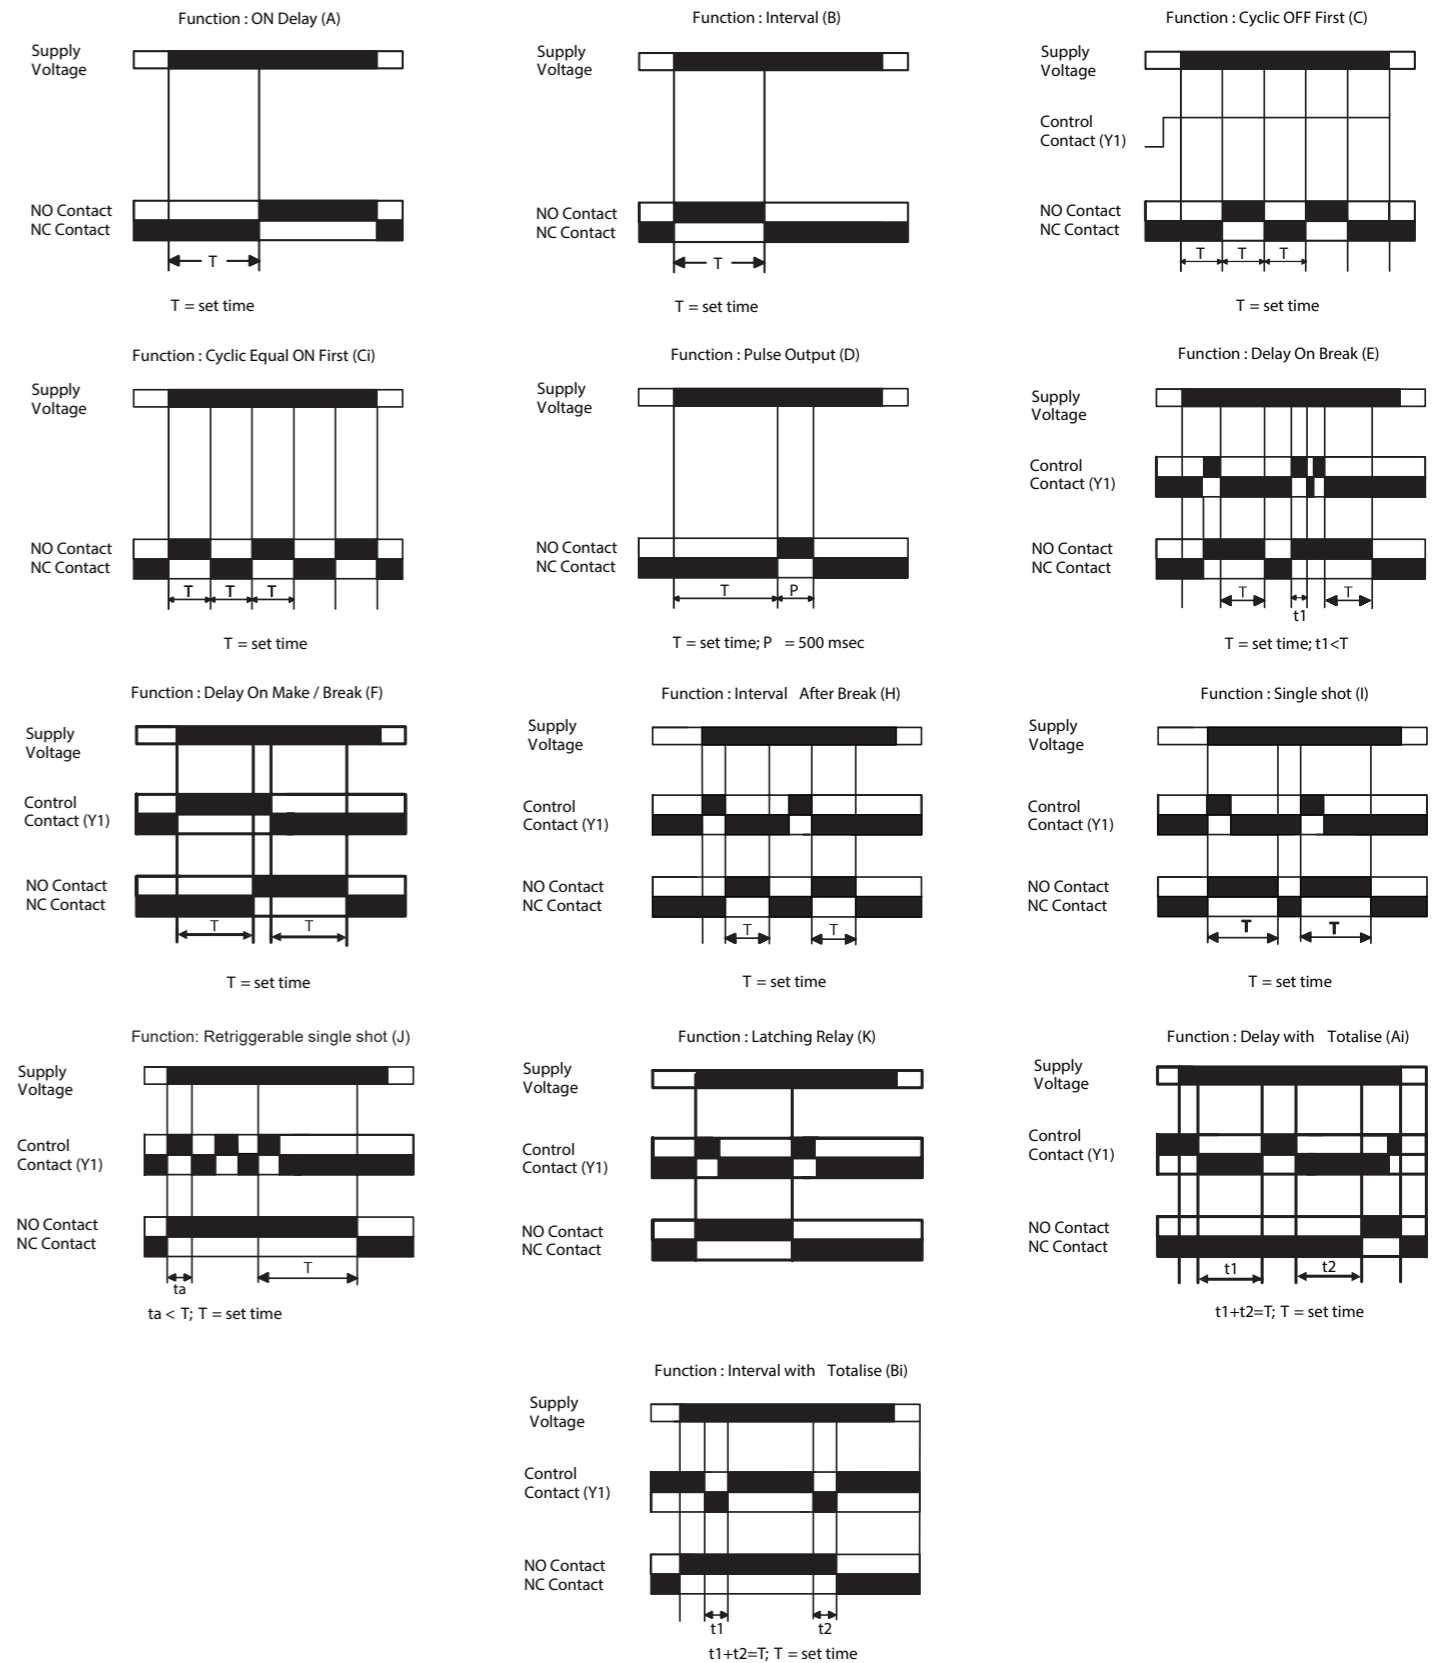 Function : ON Delay (A)
Supply
Voltage
NO Contact
NC Contact
T
T = set time
Function : Interval (B)
Supply
Voltage
NO Contact
NC Contact
T
T = set time
Function : Cyclic OFF First (C)
Supply
Voltage
Control
Contact (Y1)
NO Contact
NC Contact
T T T
T = set time
Function : Cyclic Equal ON First (Ci)
Supply
Voltage
NO Contact
NC Contact
T T T
T = set time
Function : Pulse Output (D)
Supply
Voltage
NO Contact
NC Contact
T P
T = set time; P = 500 msec
Function : Delay On Break (E)
Supply
Voltage
Control
Contact (Y1)
NO Contact
NC Contact
T T
t1
T = set time; t1<T
Function : Delay On Make / Break (F)
Supply
Voltage
Control
Contact (Y1)
NO Contact
NC Contact
T T
T = set time
Function : Interval After Break (H)
Supply
Voltage
Control
Contact (Y1)
NO Contact
NC Contact
T T
T = set time
Function : Single shot (I)
Supply
Voltage
Control
Contact (Y1)
NO Contact
NC Contact
T T
T = set time
Function: Retriggerable single shot (J)
Supply
Voltage
Control
Contact (Y1)
NO Contact
NC Contact
T
ta
ta < T; T = set time
Function : Latching Relay (K)
Supply
Voltage
Control
Contact (Y1)
NO Contact
NC Contact
Function : Delay with Totalise (Ai)
Supply
Voltage
Control
Contact (Y1)
NO Contact
NC Contact
t1 t2
t1+t2=T; T = set time
Function : Interval with Totalise (Bi)
Supply
Voltage
Control
Contact (Y1)
NO Contact
NC Contact
t1 t2
t1+t2=T; T = set time